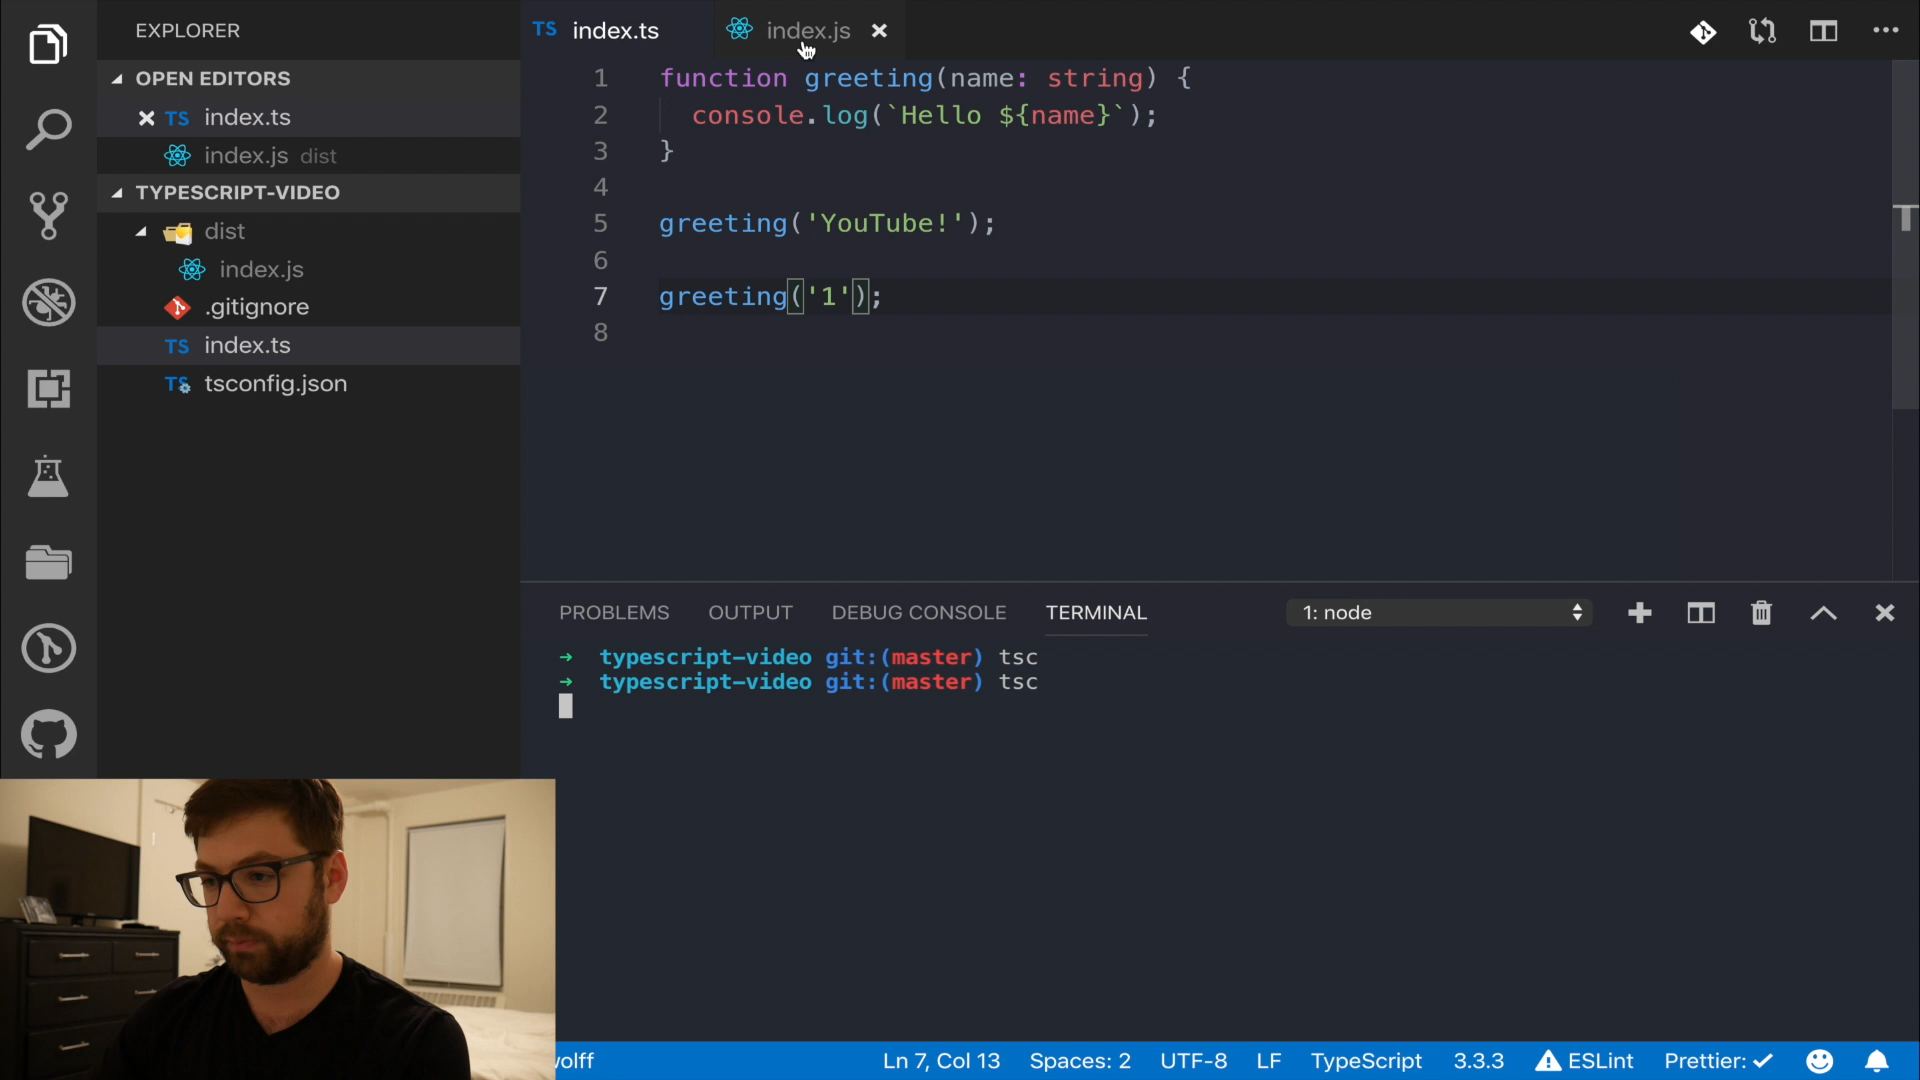 EXPLORER
OPEN EDITORS
TS index.ts
index.js dist
TYPESCRIPT-VIDEO
dist
index.js
.gitignore
TS index.ts
TS tsconfig.json
TS index.ts
index.js
1 function greeting(name: string) {
2 console.log(`Hello ${name}`);
3 }
4
5 greeting('YouTube!');
6
7 greeting('1');
8
PROBLEMS OUTPUT DEBUG CONSOLE TERMINAL 1: node
→ typescript-video git:(master) tsc
→ typescript-video git:(master) tsc
olff Ln 7, Col 13 Spaces: 2 UTF-8 LF TypeScript 3.3.3 ESLint Prettier: ✓